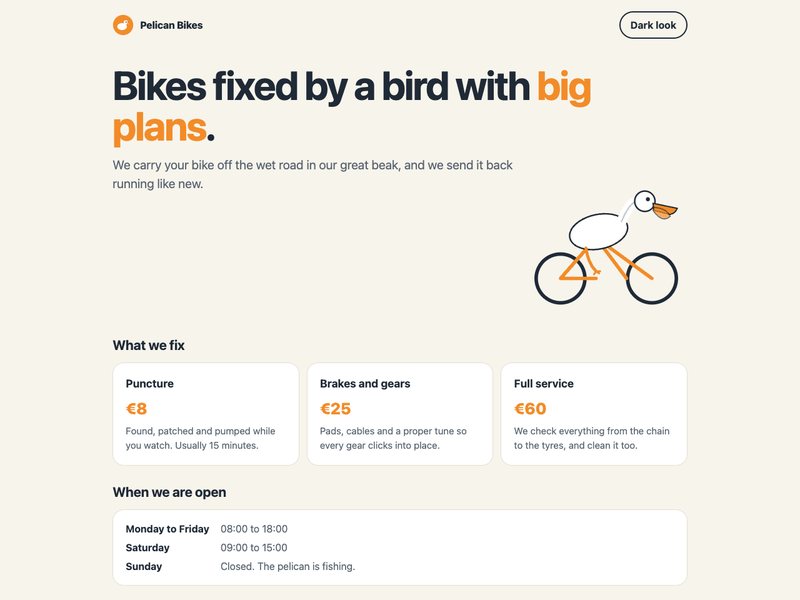 Pelican Bikes
Dark look
Bikes fixed by a bird with big
plans.
We carry your bike off the wet road in our great beak, and we send it back
running like new.
What we fix
Puncture
€8
Found, patched and pumped while
you watch. Usually 15 minutes.
Brakes and gears
€25
Pads, cables and a proper tune so
every gear clicks into place.
Full service
€60
We check everything from the chain
to the tyres, and clean it too.
When we are open
Monday to Friday 08:00 to 18:00
Saturday 09:00 to 15:00
Sunday Closed. The pelican is fishing.